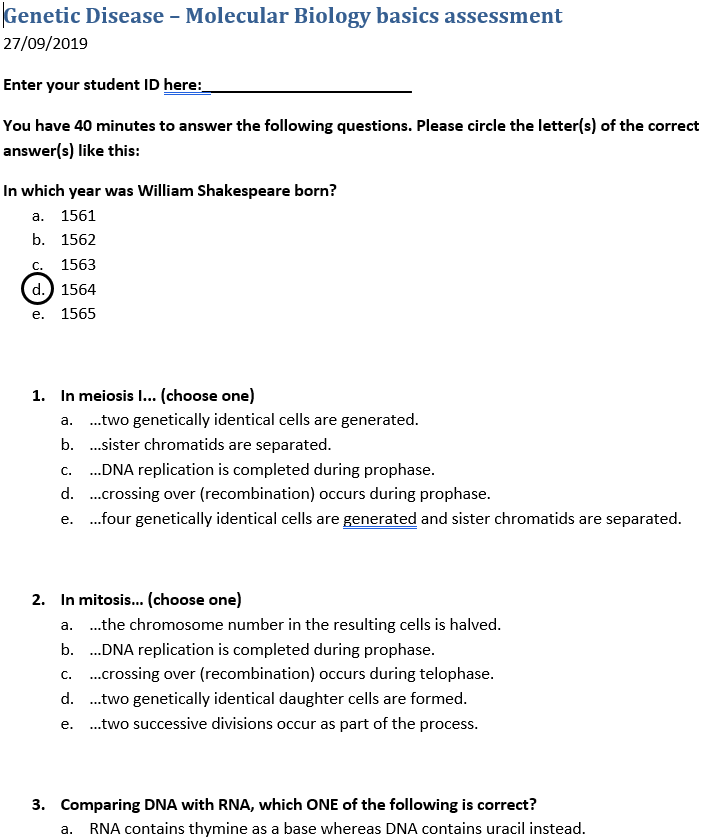 Genetic Disease – Molecular Biology basics assessment
27/09/2019
Enter your student ID here:
You have 40 minutes to answer the following questions. Please circle the letter(s) of the correct
answer(s) like this:
In which year was William Shakespeare born?
a. 1561
b. 1562
c. 1563
d. 1564
e. 1565
1. In meiosis I... (choose one)
a. ...two genetically identical cells are generated.
b. ...sister chromatids are separated.
c. ...DNA replication is completed during prophase.
d. ...crossing over (recombination) occurs during prophase.
e. ...four genetically identical cells are generated and sister chromatids are separated.
2. In mitosis... (choose one)
a. ...the chromosome number in the resulting cells is halved.
b. ...DNA replication is completed during prophase.
c. ...crossing over (recombination) occurs during telophase.
d. ...two genetically identical daughter cells are formed.
e. ...two successive divisions occur as part of the process.
3. Comparing DNA with RNA, which ONE of the following is correct?
a. RNA contains thymine as a base whereas DNA contains uracil instead.